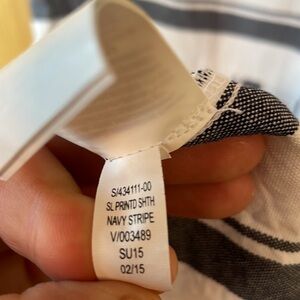 S/434111-00
SL PRINTD SHTH
NAVY STRIPE
V/003489
SU15
02/15